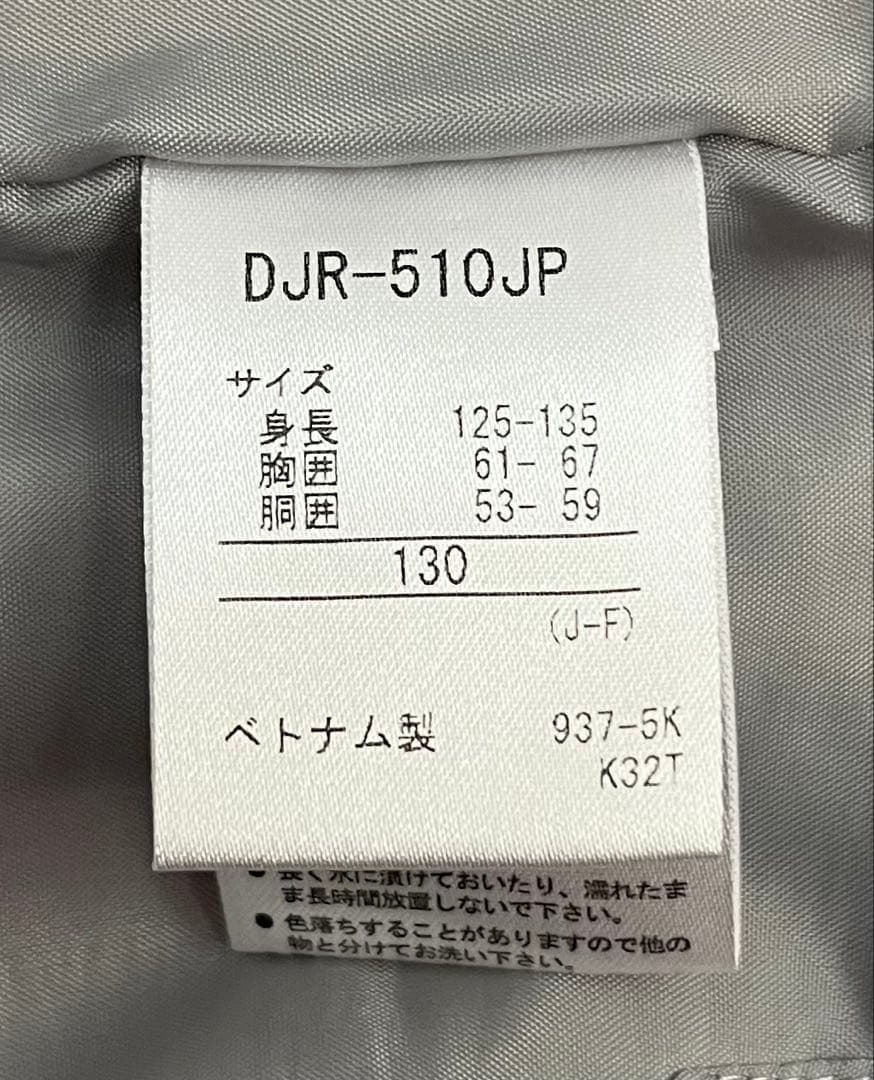 DJR-510JP
サイズ
身長 125-135
胸囲 61- 67
胴囲 53- 59
130
(J-F)
ベトナム製 937-5K
K32T
● 長く水に漬けておいたり、濡れたま
ま長時間放置しないで下さい。
● 色落ちすることがありますので他の
物と分けてお洗い下さい。